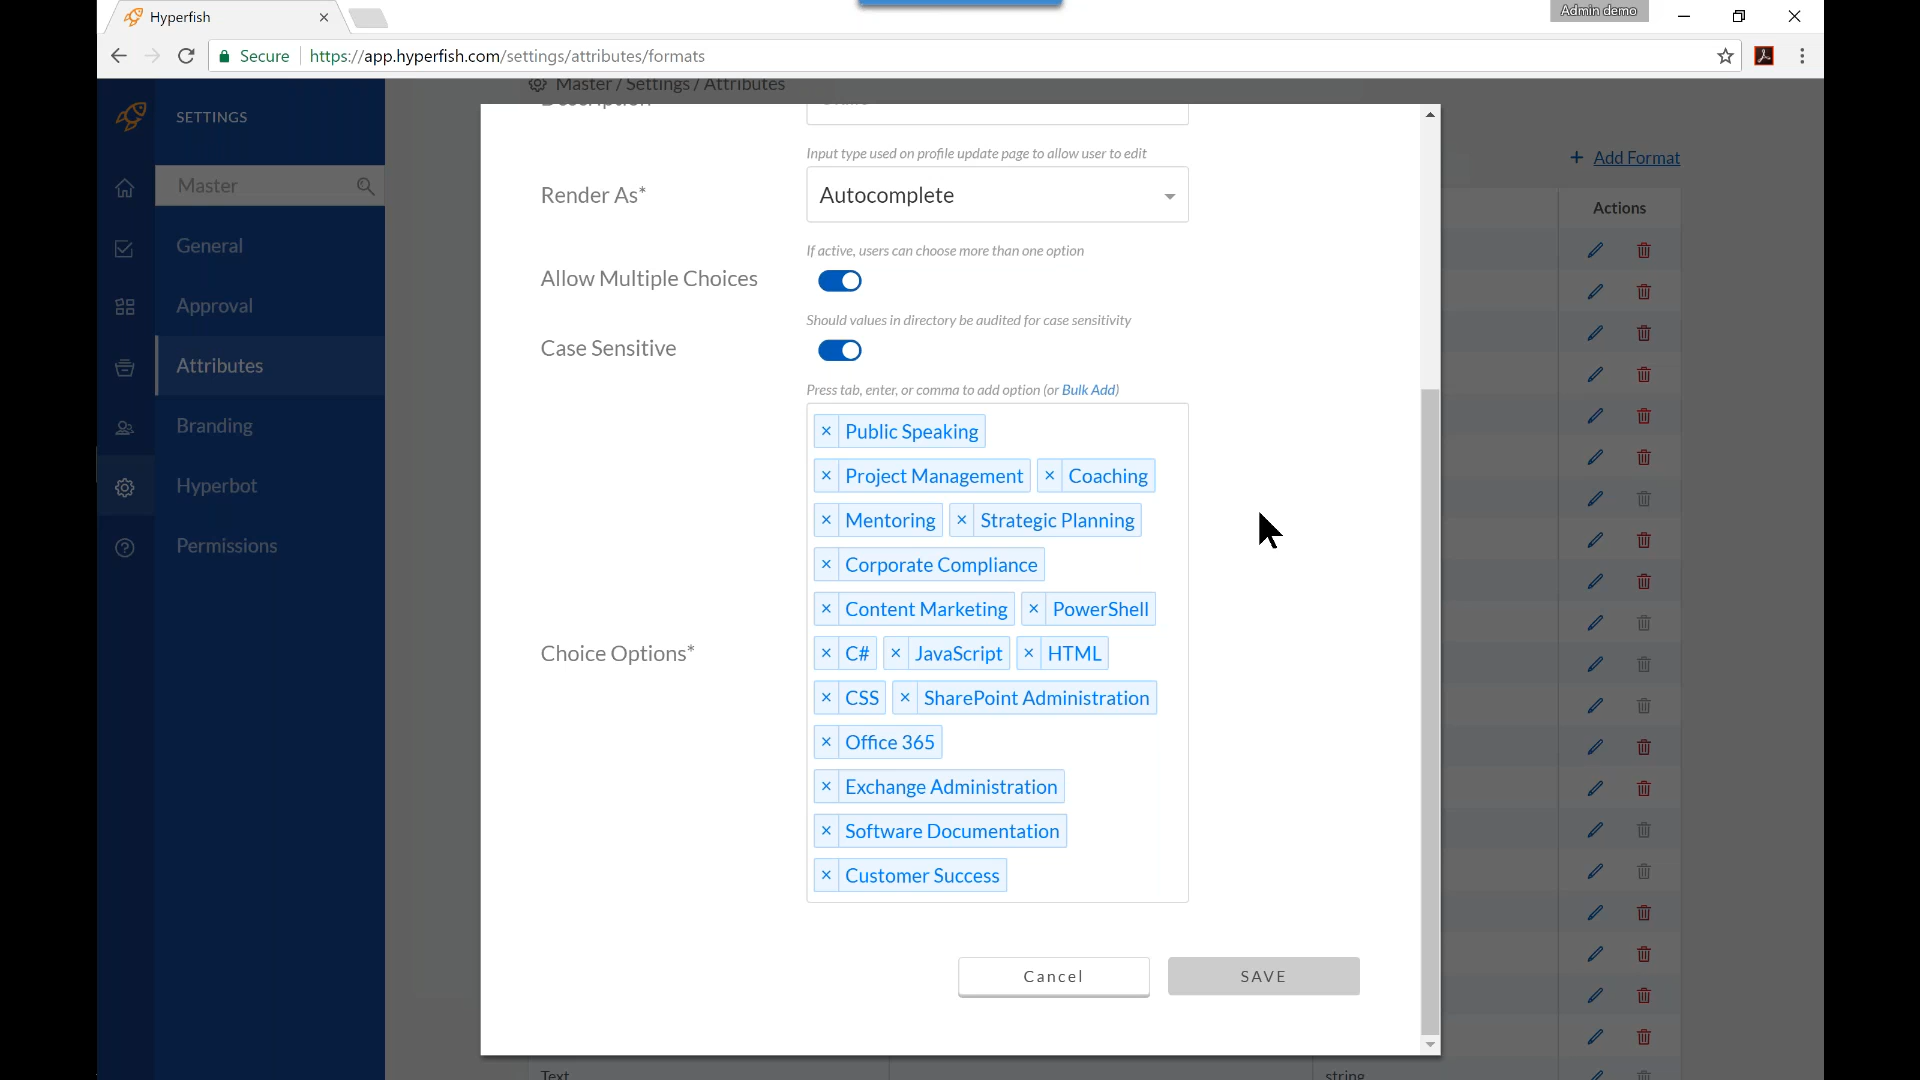 Hyperfish
Admin demo
Secure https://app.hyperfish.com/settings/attributes/formats
Master / Settings / Attributes
SETTINGS
Master
General
Approval
Attributes
Branding
Hyperbot
Permissions
+ Add Format
Actions
Description
Input type used on profile update page to allow user to edit
Render As* Autocomplete
If active, users can choose more than one option
Allow Multiple Choices
Should values in directory be audited for case sensitivity
Case Sensitive
Press tab, enter, or comma to add option (or Bulk Add)
Choice Options*
× Public Speaking
× Project Management × Coaching
× Mentoring × Strategic Planning
× Corporate Compliance
× Content Marketing × PowerShell
× C# × JavaScript × HTML
× CSS × SharePoint Administration
× Office 365
× Exchange Administration
× Software Documentation
× Customer Success
Cancel SAVE
Text string